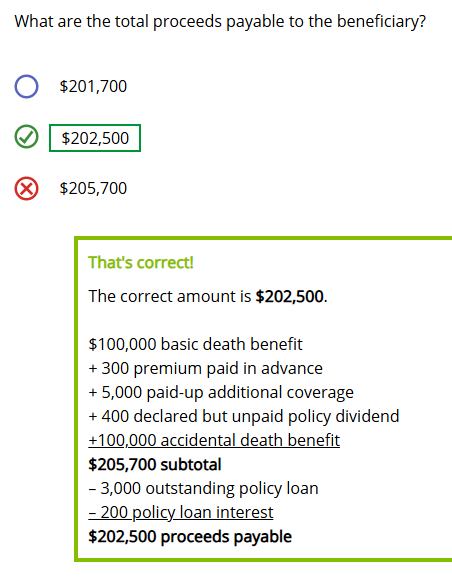 What are the total proceeds payable to the beneficiary?
$201,700
$202,500
$205,700
That's correct!
The correct amount is $202,500.
$100,000 basic death benefit
+ 300 premium paid in advance
+ 5,000 paid-up additional coverage
+ 400 declared but unpaid policy dividend
+100,000 accidental death benefit
$205,700 subtotal
– 3,000 outstanding policy loan
– 200 policy loan interest
$202,500 proceeds payable